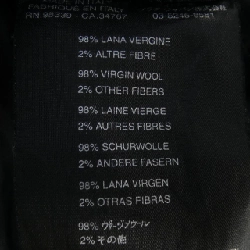 98% LANA VERGINE
2% ALTRE FIBRE
98% VIRGIN WOOL
2% OTHER FIBERS
98% LAINE VIERGE
2% AUTRES FIBRES
98% SCHURWOLLE
2% ANDERE FASERN
98% LANA VIRGEN
2% OTRAS FIBRAS
98% ヴァージンウール
2% その他